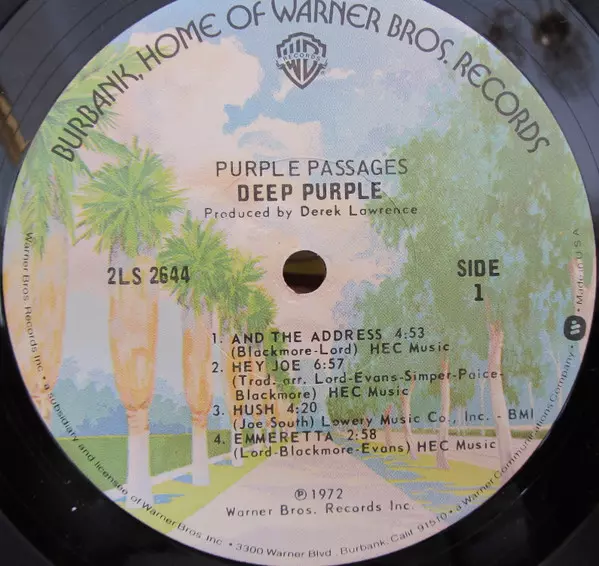 BURBANK, HOME OF WARNER BROS. RECORDS
W
RECORDS
PURPLE PASSAGES
DEEP PURPLE
Produced by Derek Lawrence
2LS 2644
SIDE
1
1. AND THE ADDRESS 4:53
(Blackmore-Lord) HEC Music
2. HEY JOE 6:57
(Trad. arr. Lord-Evans-Simper-Paice-
Blackmore) HEC Music
3. HUSH 4:20
(Joe South) Lowery Music Co., Inc. - BMI
4. EMMERETTA 2:58
(Lord-Blackmore-Evans) HEC Music
℗ 1972
Warner Bros. Records Inc.
Warner Bros. Records Inc. • a subsidiary and licensee of Warner Bros. Inc. • 3300 Warner Blvd., Burbank, Calif. 91510 • a Warner Communications Company • Made in U.S.A.